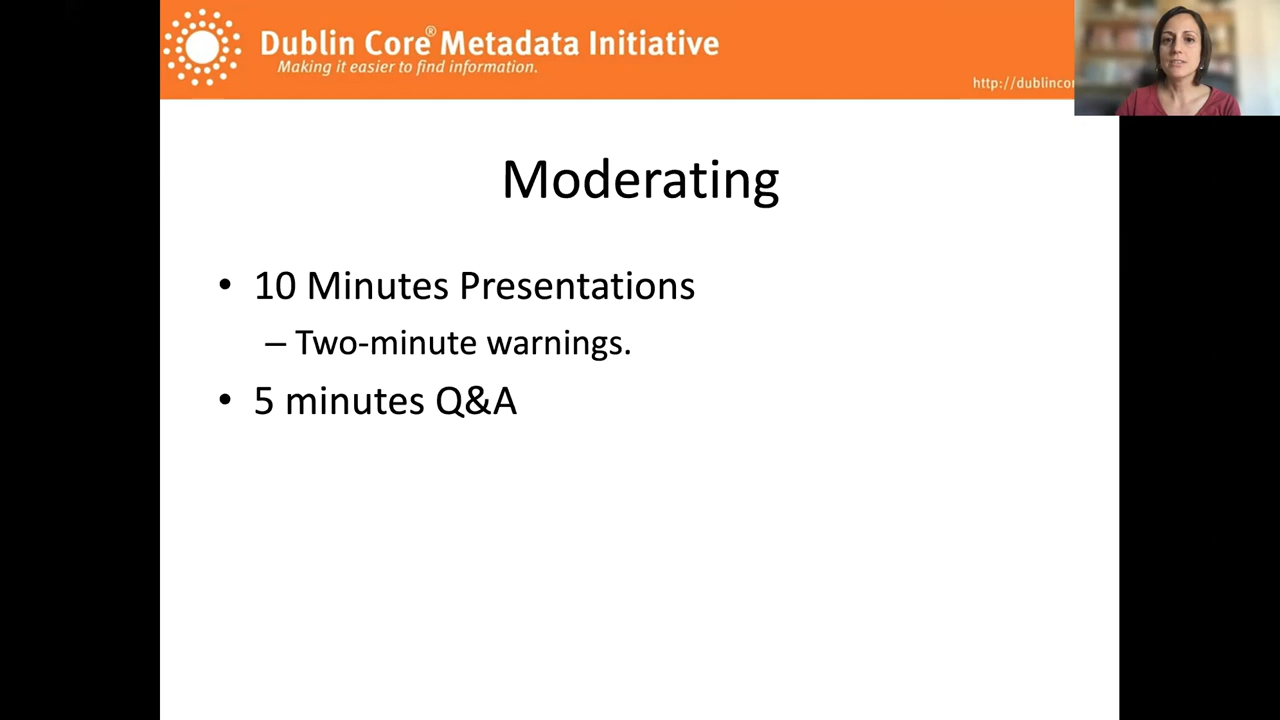 Dublin Core® Metadata Initiative
Making it easier to find information.
http://dublincor
Moderating
• 10 Minutes Presentations
– Two-minute warnings.
• 5 minutes Q&A